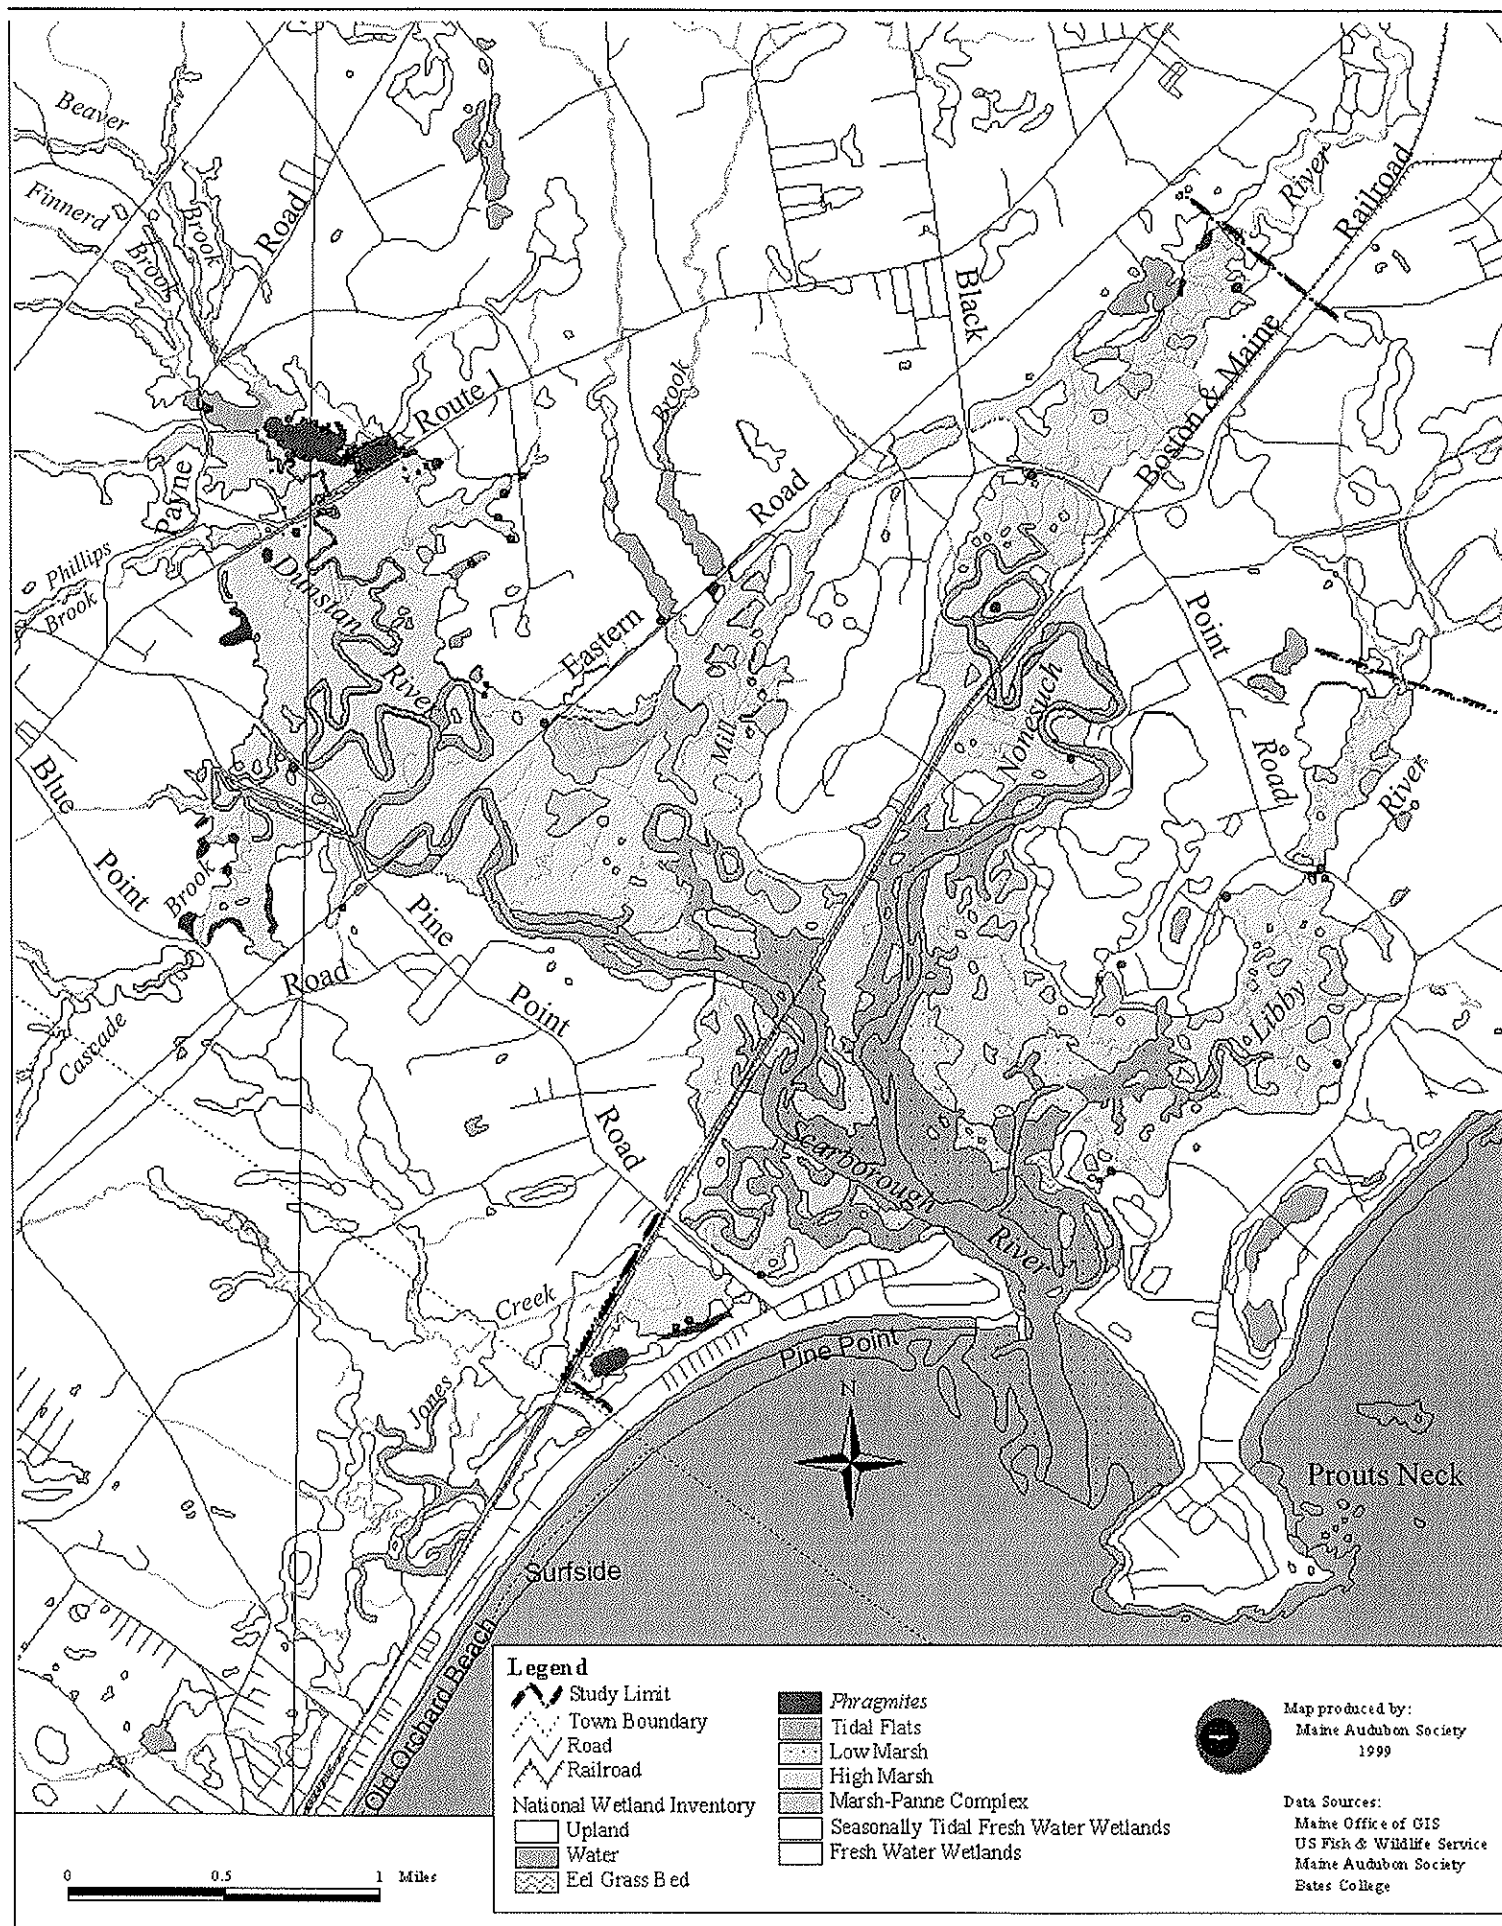 Beaver
Brook
Finnerd
Brook
Road
River
Railroad
Black
Boston & Maine
Route 1
Brook
Road
Payne
Phillips
Brook
Dunstan
River
Eastern
Point
Road
Mill
Nonesuch
River
Blue
Point
Brook
Cascade
Pine
Point
Road
Road
Libby
Scarborough
River
Creek
Jones
Pine Point
N
Prouts Neck
Surfside
Old Orchard Beach
Legend
Study Limit
Town Boundary
Road
Railroad
National Wetland Inventory
Upland
Water
Eel Grass Bed
Phragmites
Tidal Flats
Low Marsh
High Marsh
Marsh-Panne Complex
Seasonally Tidal Fresh Water Wetlands
Fresh Water Wetlands
Map produced by:
Maine Audubon Society
1999
Data Sources:
Maine Office of GIS
US Fish & Wildlife Service
Maine Audubon Society
Bates College
0 0.5 1 Miles